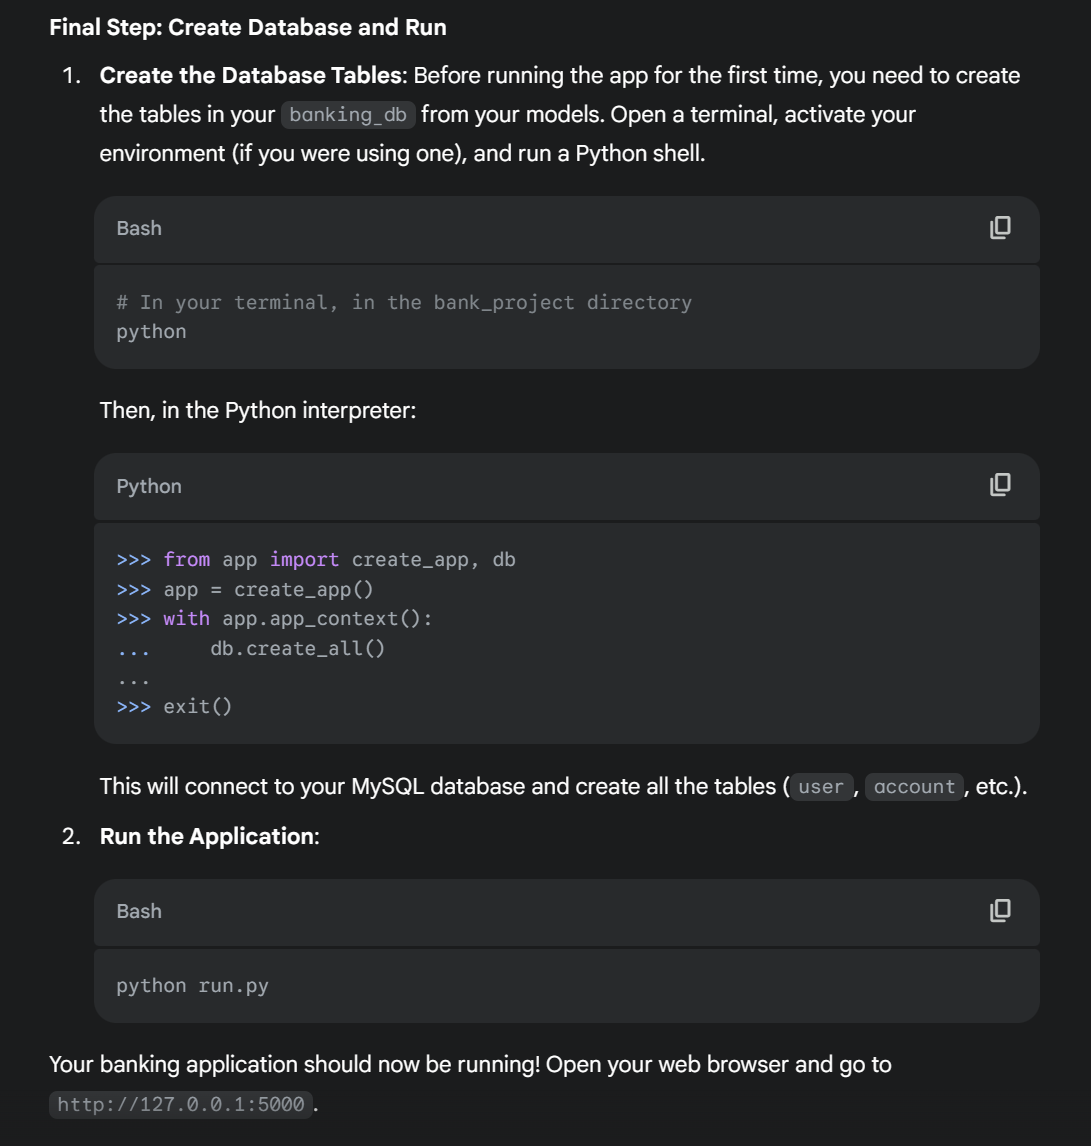 Final Step: Create Database and Run
1. Create the Database Tables: Before running the app for the first time, you need to create
the tables in your banking_db from your models. Open a terminal, activate your
environment (if you were using one), and run a Python shell.
Bash
# In your terminal, in the bank_project directory
python
Then, in the Python interpreter:
Python
>>> from app import create_app, db
>>> app = create_app()
>>> with app.app_context():
...     db.create_all()
...
>>> exit()
This will connect to your MySQL database and create all the tables ( user , account , etc.).
2. Run the Application:
Bash
python run.py
Your banking application should now be running! Open your web browser and go to
http://127.0.0.1:5000 .